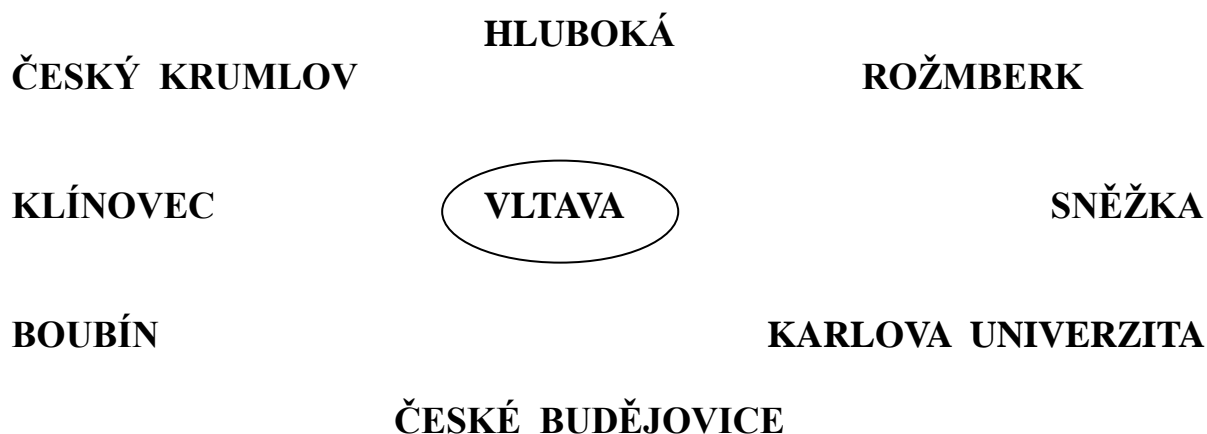 HLUBOKÁ
ČESKÝ KRUMLOV
ROŽMBERK
KLÍNOVEC
VLTAVA
SNĚŽKA
BOUBÍN
KARLOVA UNIVERZITA
ČESKÉ BUDĚJOVICE